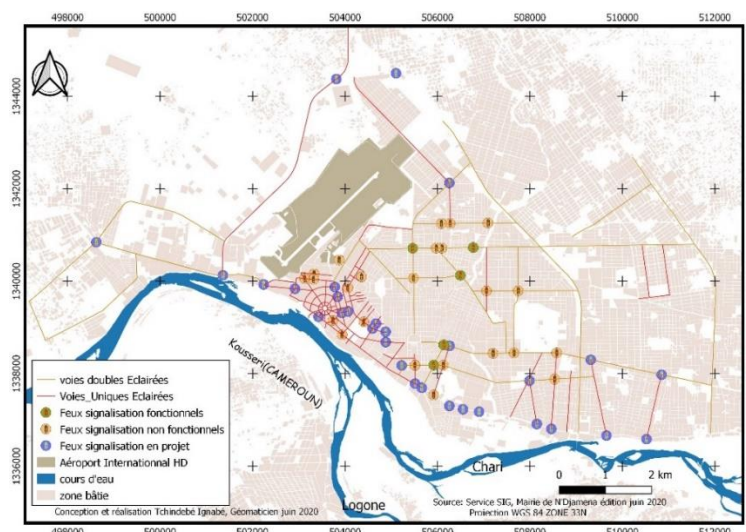 498000 500000 502000 504000 506000 508000 510000 512000
1344000
1342000
1340000
1338000
1336000
Kousseri(CAMEROUN)
voies doubles Eclairées
Voies_Uniques Eclairées
Feux signalisation fonctionnels
Feux signalisation non fonctionnels
Feux signalisation en projet
Aéroport Internationnal HD
cours d'eau
zone bâtie
Chari
Logone
0 1 2 km
Source: Service SIG, Mairie de N'Djamena édition juin 2020
Projection WGS 84 ZONE 33N
Conception et réalisation Tchindebé Ignabé, Géomaticien juin 2020
498000 500000 502000 504000 506000 508000 510000 512000